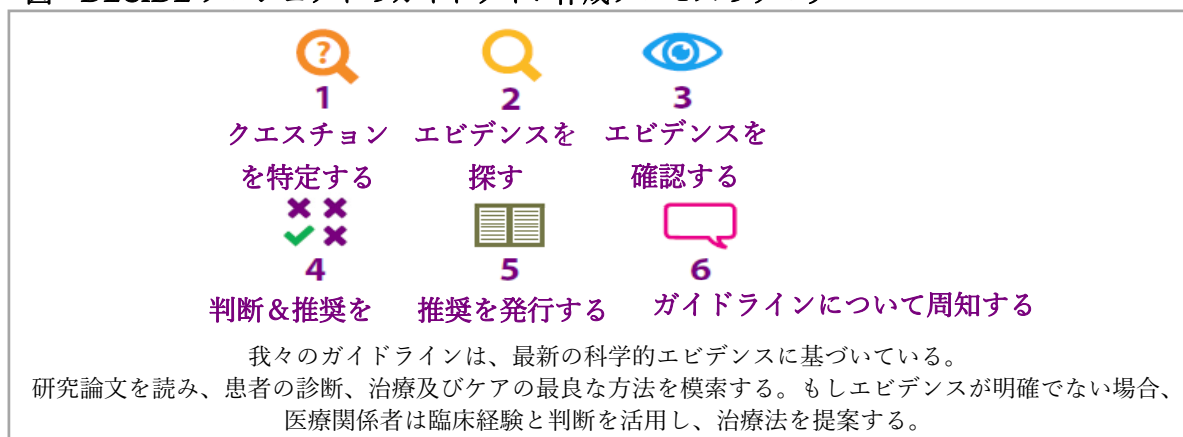 ?
1 2 3
クエスチョン エビデンスを エビデンスを
を特定する 探す 確認する
4 5 6
判断&推奨を 推奨を発行する ガイドラインについて周知する
我々のガイドラインは、最新の科学的エビデンスに基づいている。
研究論文を読み、患者の診断、治療及びケアの最良な方法を模索する。もしエビデンスが明確でない場合、
医療関係者は臨床経験と判断を活用し、治療法を提案する。